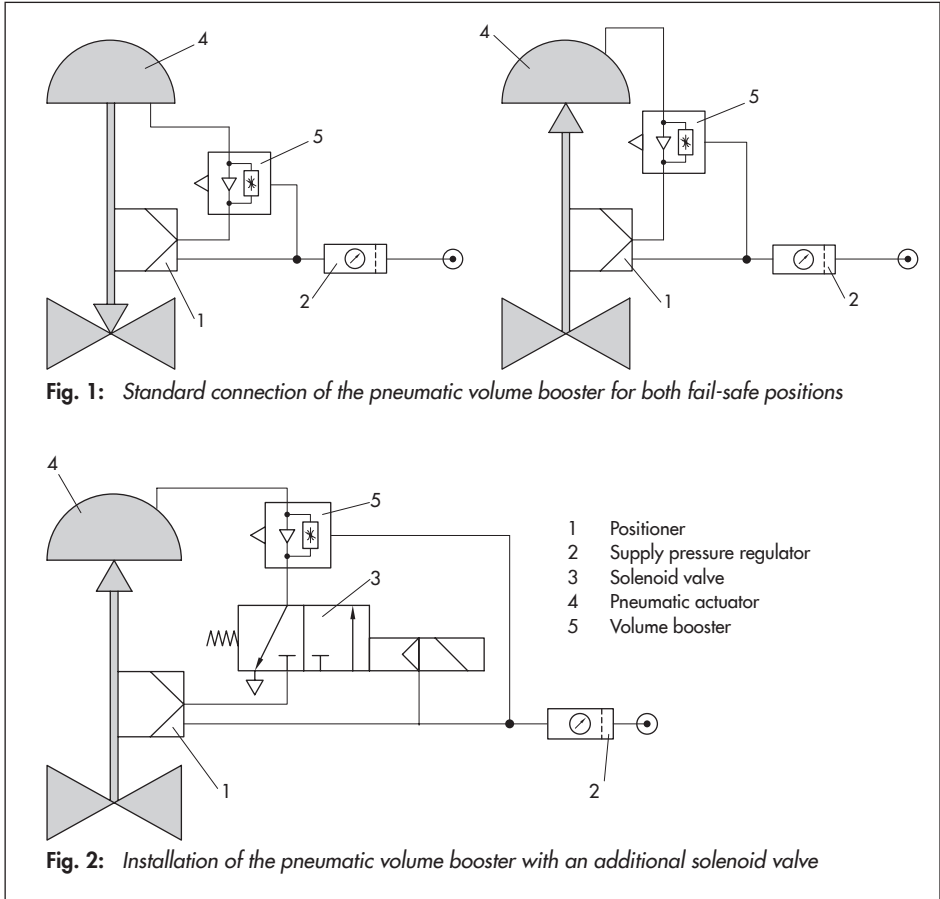 4
5
2
1
4
5
2
1
Fig. 1: Standard connection of the pneumatic volume booster for both fail-safe positions
4
5
3
1
2
1 Positioner
2 Supply pressure regulator
3 Solenoid valve
4 Pneumatic actuator
5 Volume booster
Fig. 2: Installation of the pneumatic volume booster with an additional solenoid valve